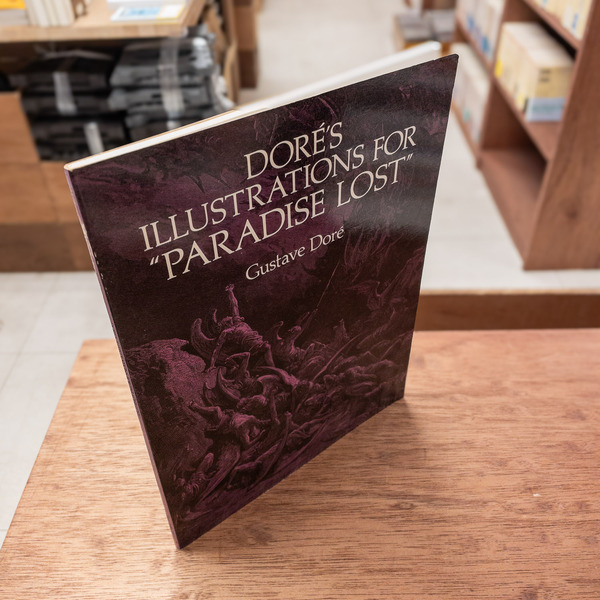 DORÉ'S
ILLUSTRATIONS FOR
"PARADISE LOST"
Gustave Doré